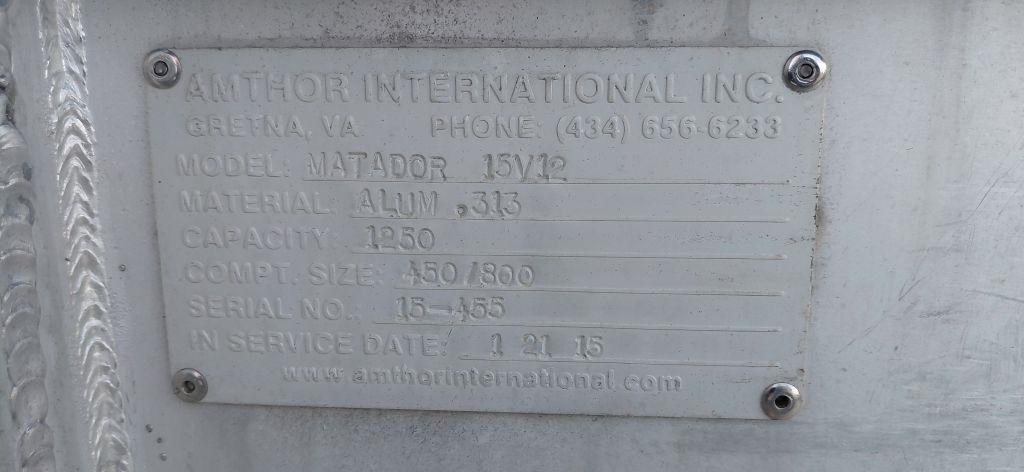 AMTHOR INTERNATIONAL INC.
GRETNA, VA. PHONE: (434) 656-6233
MODEL: MATADOR 15V12
MATERIAL: ALUM .313
CAPACITY: 1250
COMPT. SIZE: 450/800
SERIAL NO.: 15-455
IN SERVICE DATE: 1 21 15
www.amthorinternational.com